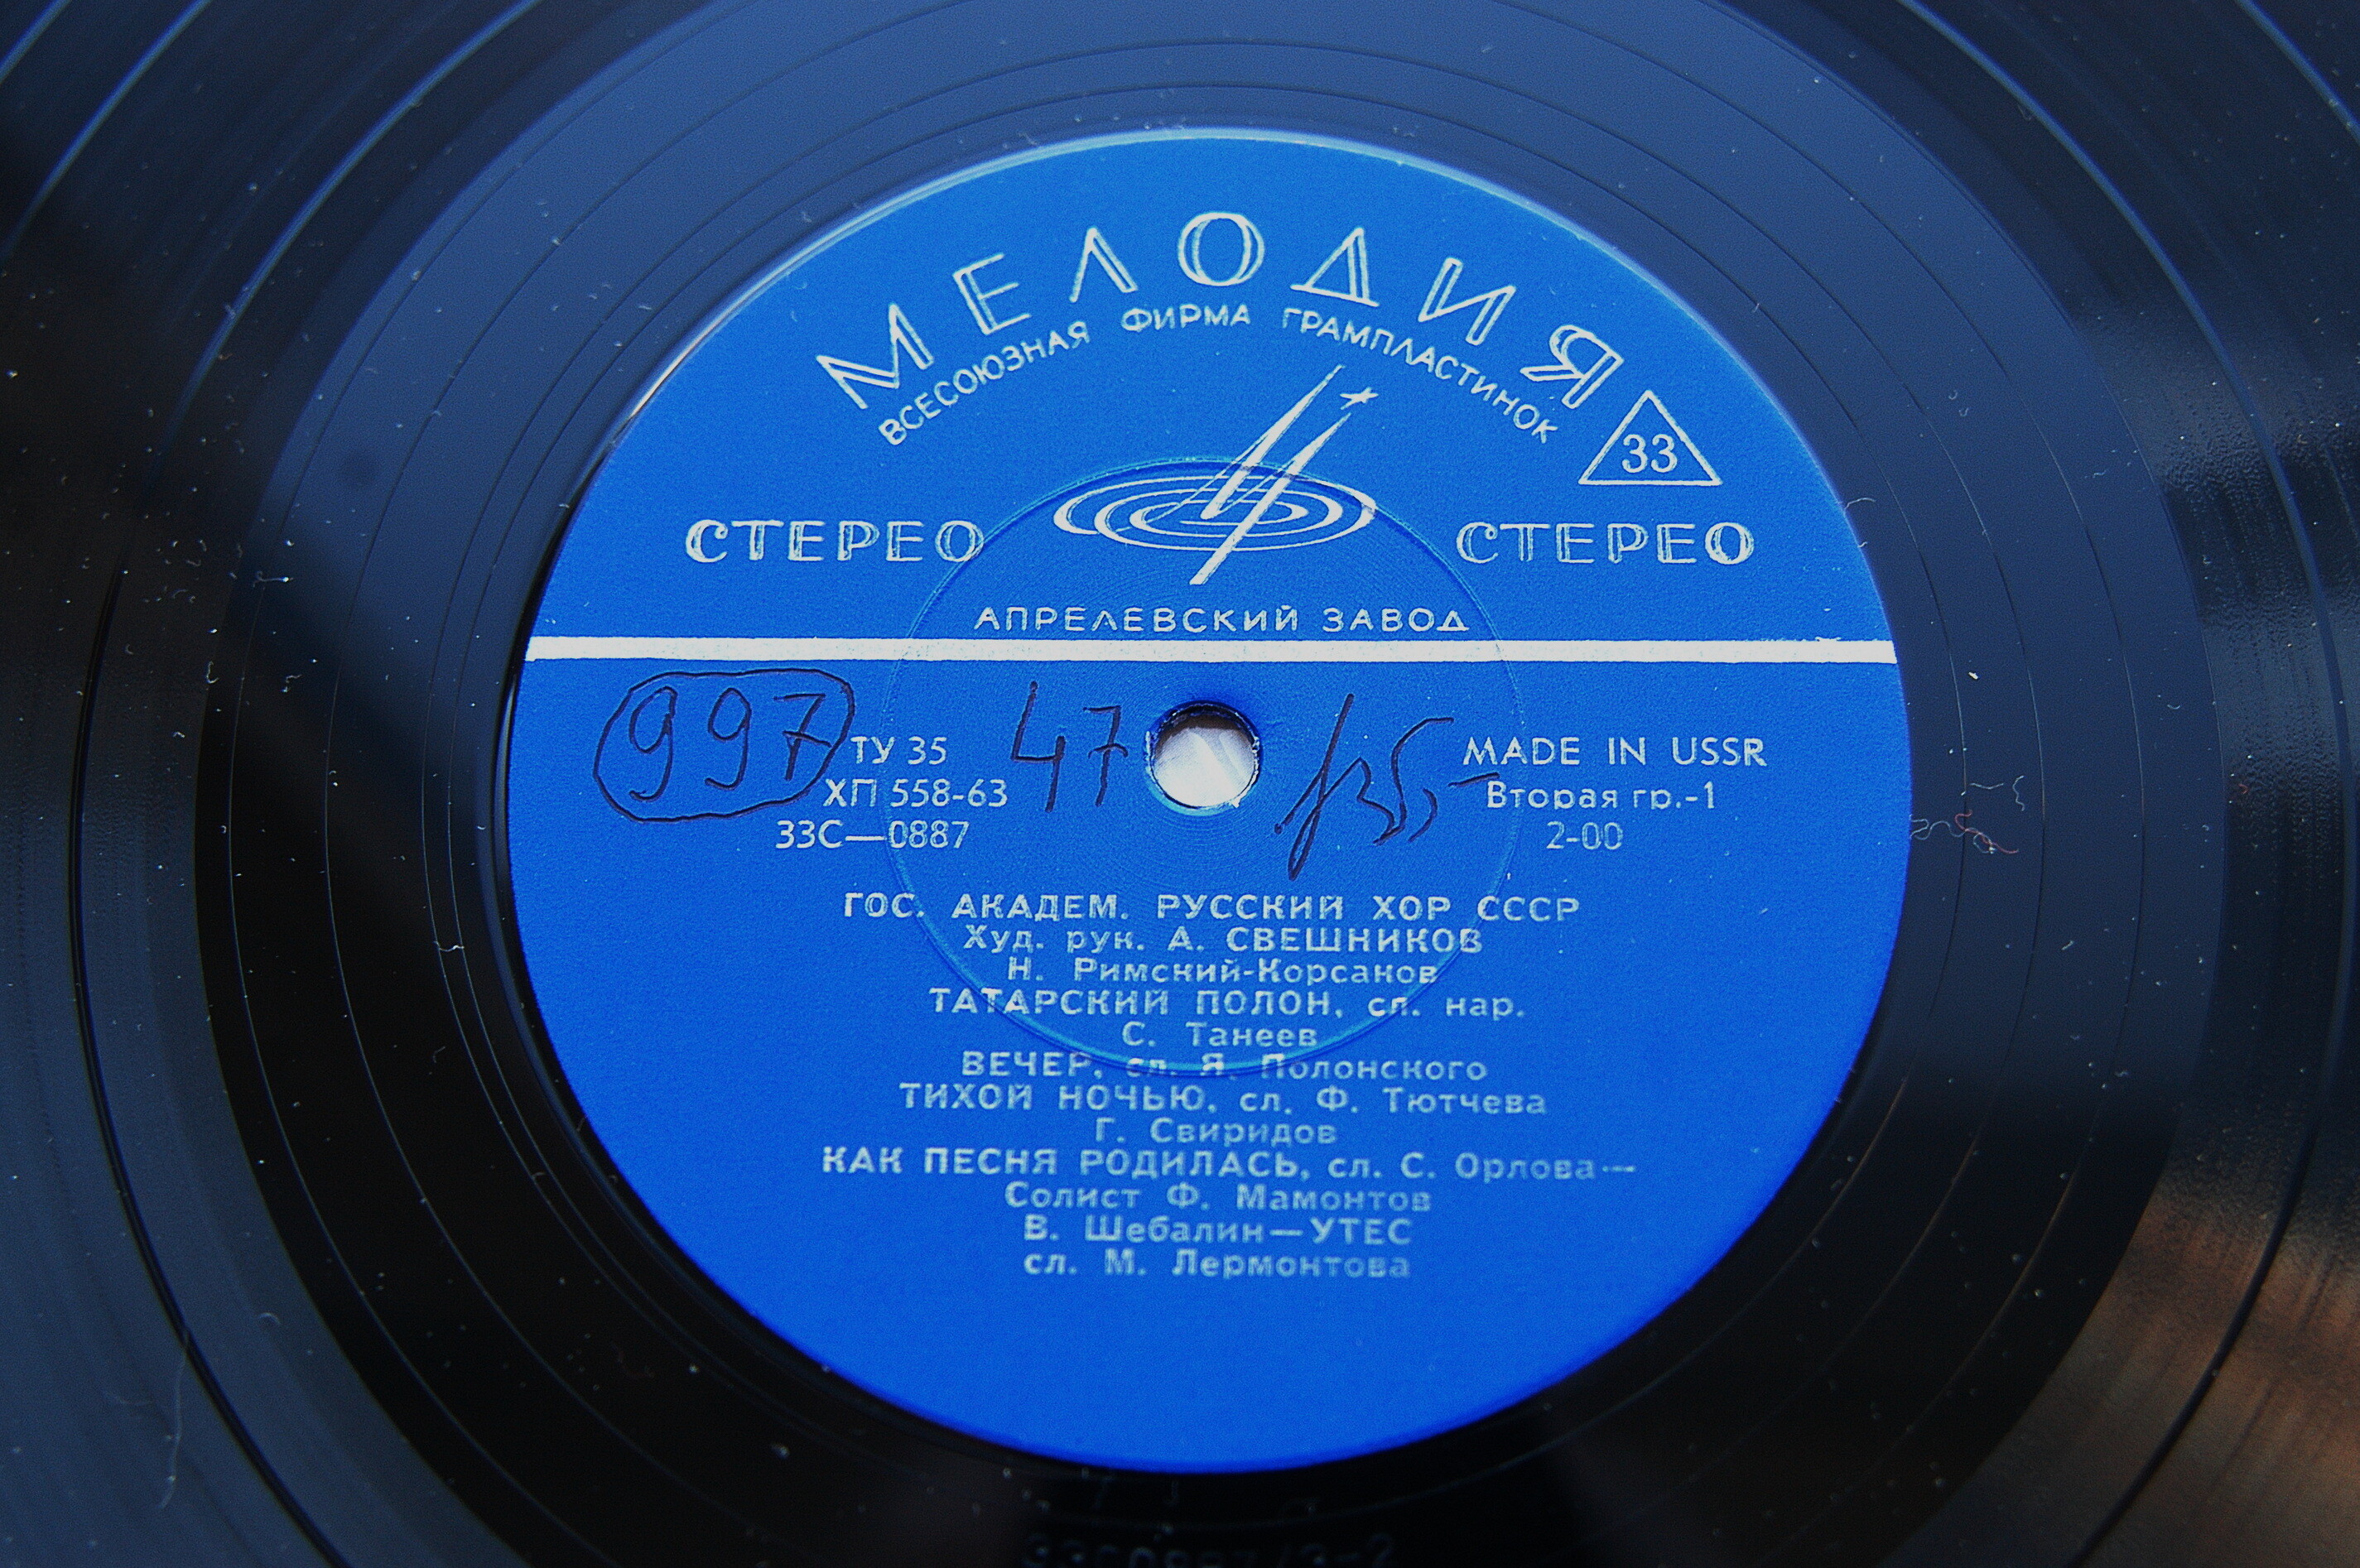 МЕЛОДИЯ
ВСЕСОЮЗНАЯ ФИРМА ГРАМПЛАСТИНОК
33
СТЕРЕО СТЕРЕО
АПРЕЛЕВСКИЙ ЗАВОД
997 47
ТУ 35 MADE IN USSR
ХП 558-63 Вторая гр.-1
33С—0887 2-00
ГОС. АКАДЕМ. РУССКИЙ ХОР СССР
Худ. рук. А. СВЕШНИКОВ
Н. Римский-Корсаков
ТАТАРСКИЙ ПОЛОН, сл. нар.
С. Танеев
ВЕЧЕР, сл. Я. Полонского
ТИХОЙ НОЧЬЮ, сл. Ф. Тютчева
Г. Свиридов
КАК ПЕСНЯ РОДИЛАСЬ, сл. С. Орлова—
Солист Ф. Мамонтов
В. Шебалин—УТЕС
сл. М. Лермонтова